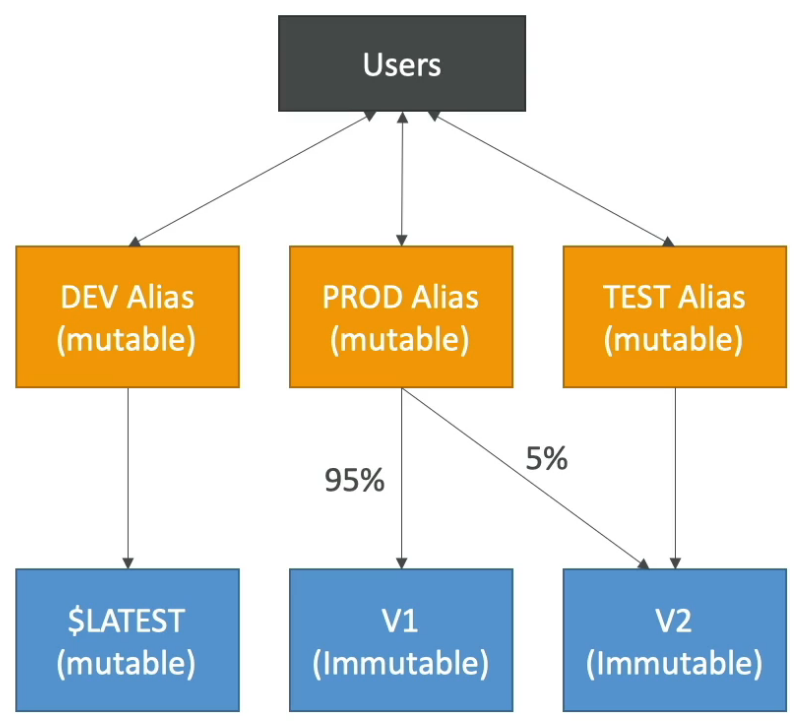 Users
DEV Alias
(mutable)
PROD Alias
(mutable)
TEST Alias
(mutable)
95%
5%
$LATEST
(mutable)
V1
(Immutable)
V2
(Immutable)